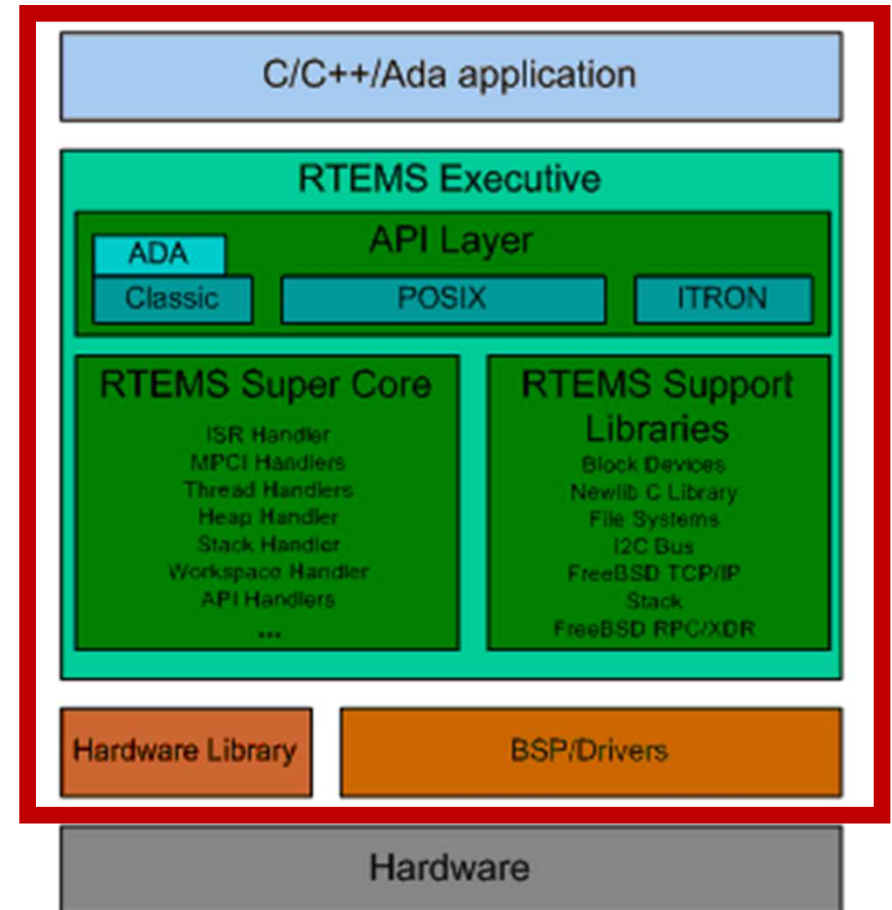 C/C++/Ada application
RTEMS Executive
API Layer
ADA
Classic
POSIX
ITRON
RTEMS Super Core
ISR Handler
MPCI Handlers
Thread Handlers
Heap Handler
Stack Handler
Workspace Handler
API Handlers
...
RTEMS Support
Libraries
Block Devices
Newlib C Library
File Systems
I2C Bus
FreeBSD TCP/IP
Stack
FreeBSD RPC/XDR
Hardware Library
BSP/Drivers
Hardware